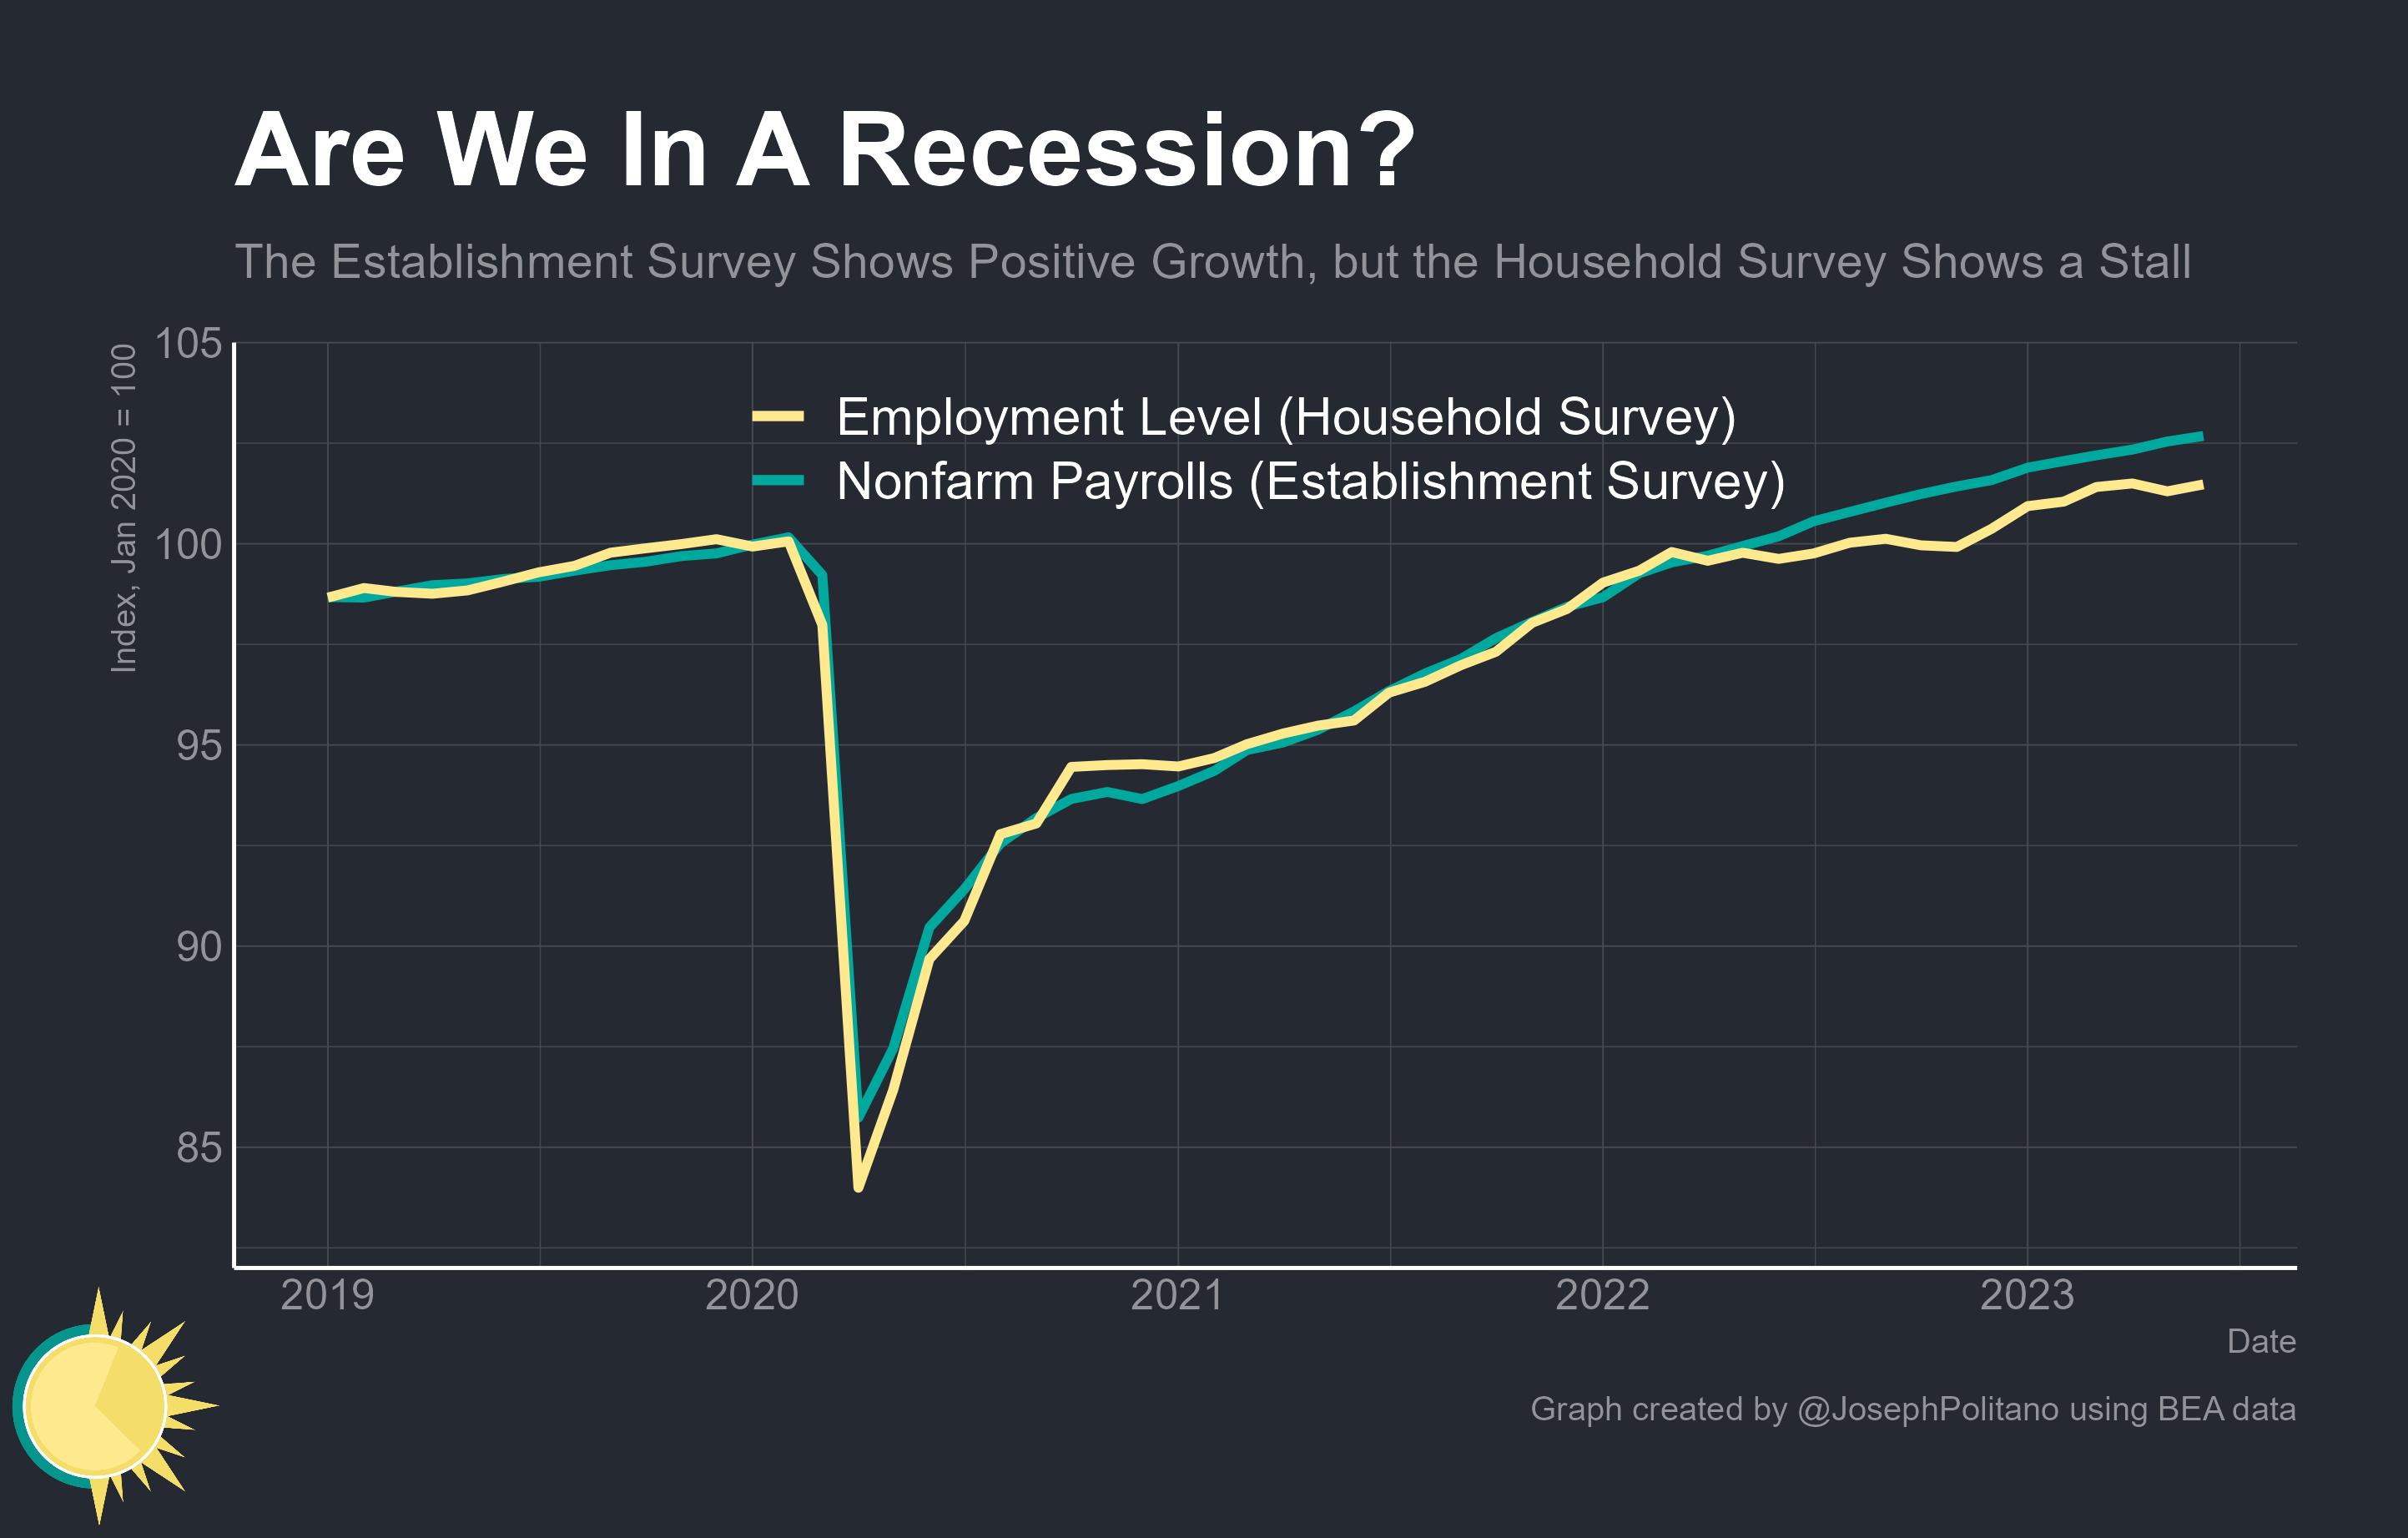 Are We In A Recession?
The Establishment Survey Shows Positive Growth, but the Household Survey Shows a Stall
Index, Jan 2020 = 100
105
100
95
90
85
Employment Level (Household Survey)
Nonfarm Payrolls (Establishment Survey)
2019 2020 2021 2022 2023
Date
Graph created by @JosephPolitano using BEA data